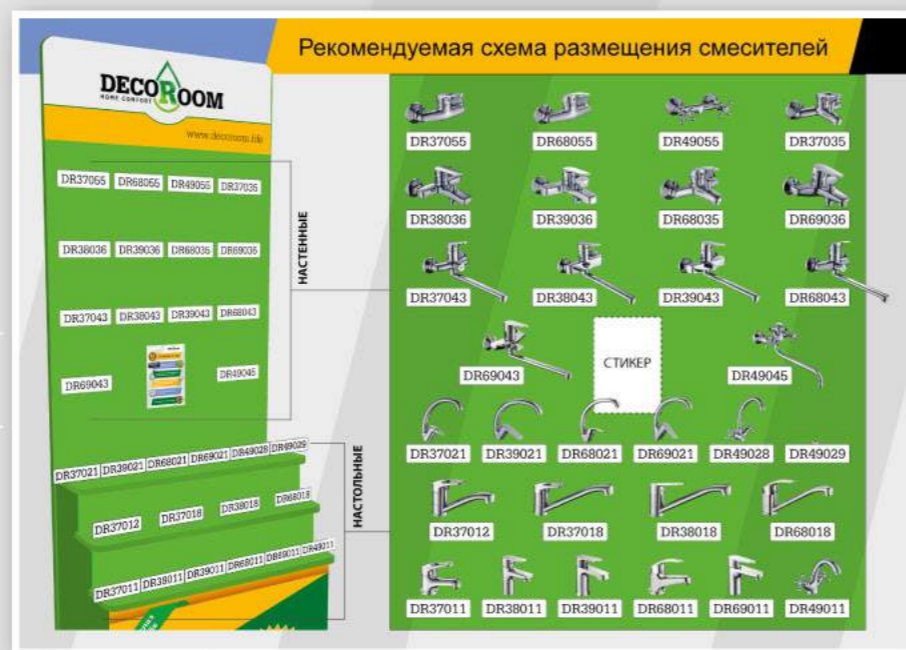 Рекомендуемая схема размещения смесителей
DECOROOM
HOME COMFORT
www.decoroom.life
DR37055 DR68055 DR49055 DR37035
DR38036 DR39036 DR68035 DR69036
DR37043 DR38043 DR39043 DR68043
DR69043 DR49045
НАСТЕННЫЕ
DR37021 DR39021 DR68021 DR69021 DR49028 DR49029
DR37012 DR37018 DR38018 DR68018
DR37011 DR38011 DR39011 DR68011 DR69011 DR49011
НАСТОЛЬНЫЕ
DR37055 DR68055 DR49055 DR37035
DR38036 DR39036 DR68035 DR69036
DR37043 DR38043 DR39043 DR68043
DR69043 СТИКЕР DR49045
DR37021 DR39021 DR68021 DR69021 DR49028 DR49029
DR37012 DR37018 DR38018 DR68018
DR37011 DR38011 DR39011 DR68011 DR69011 DR49011